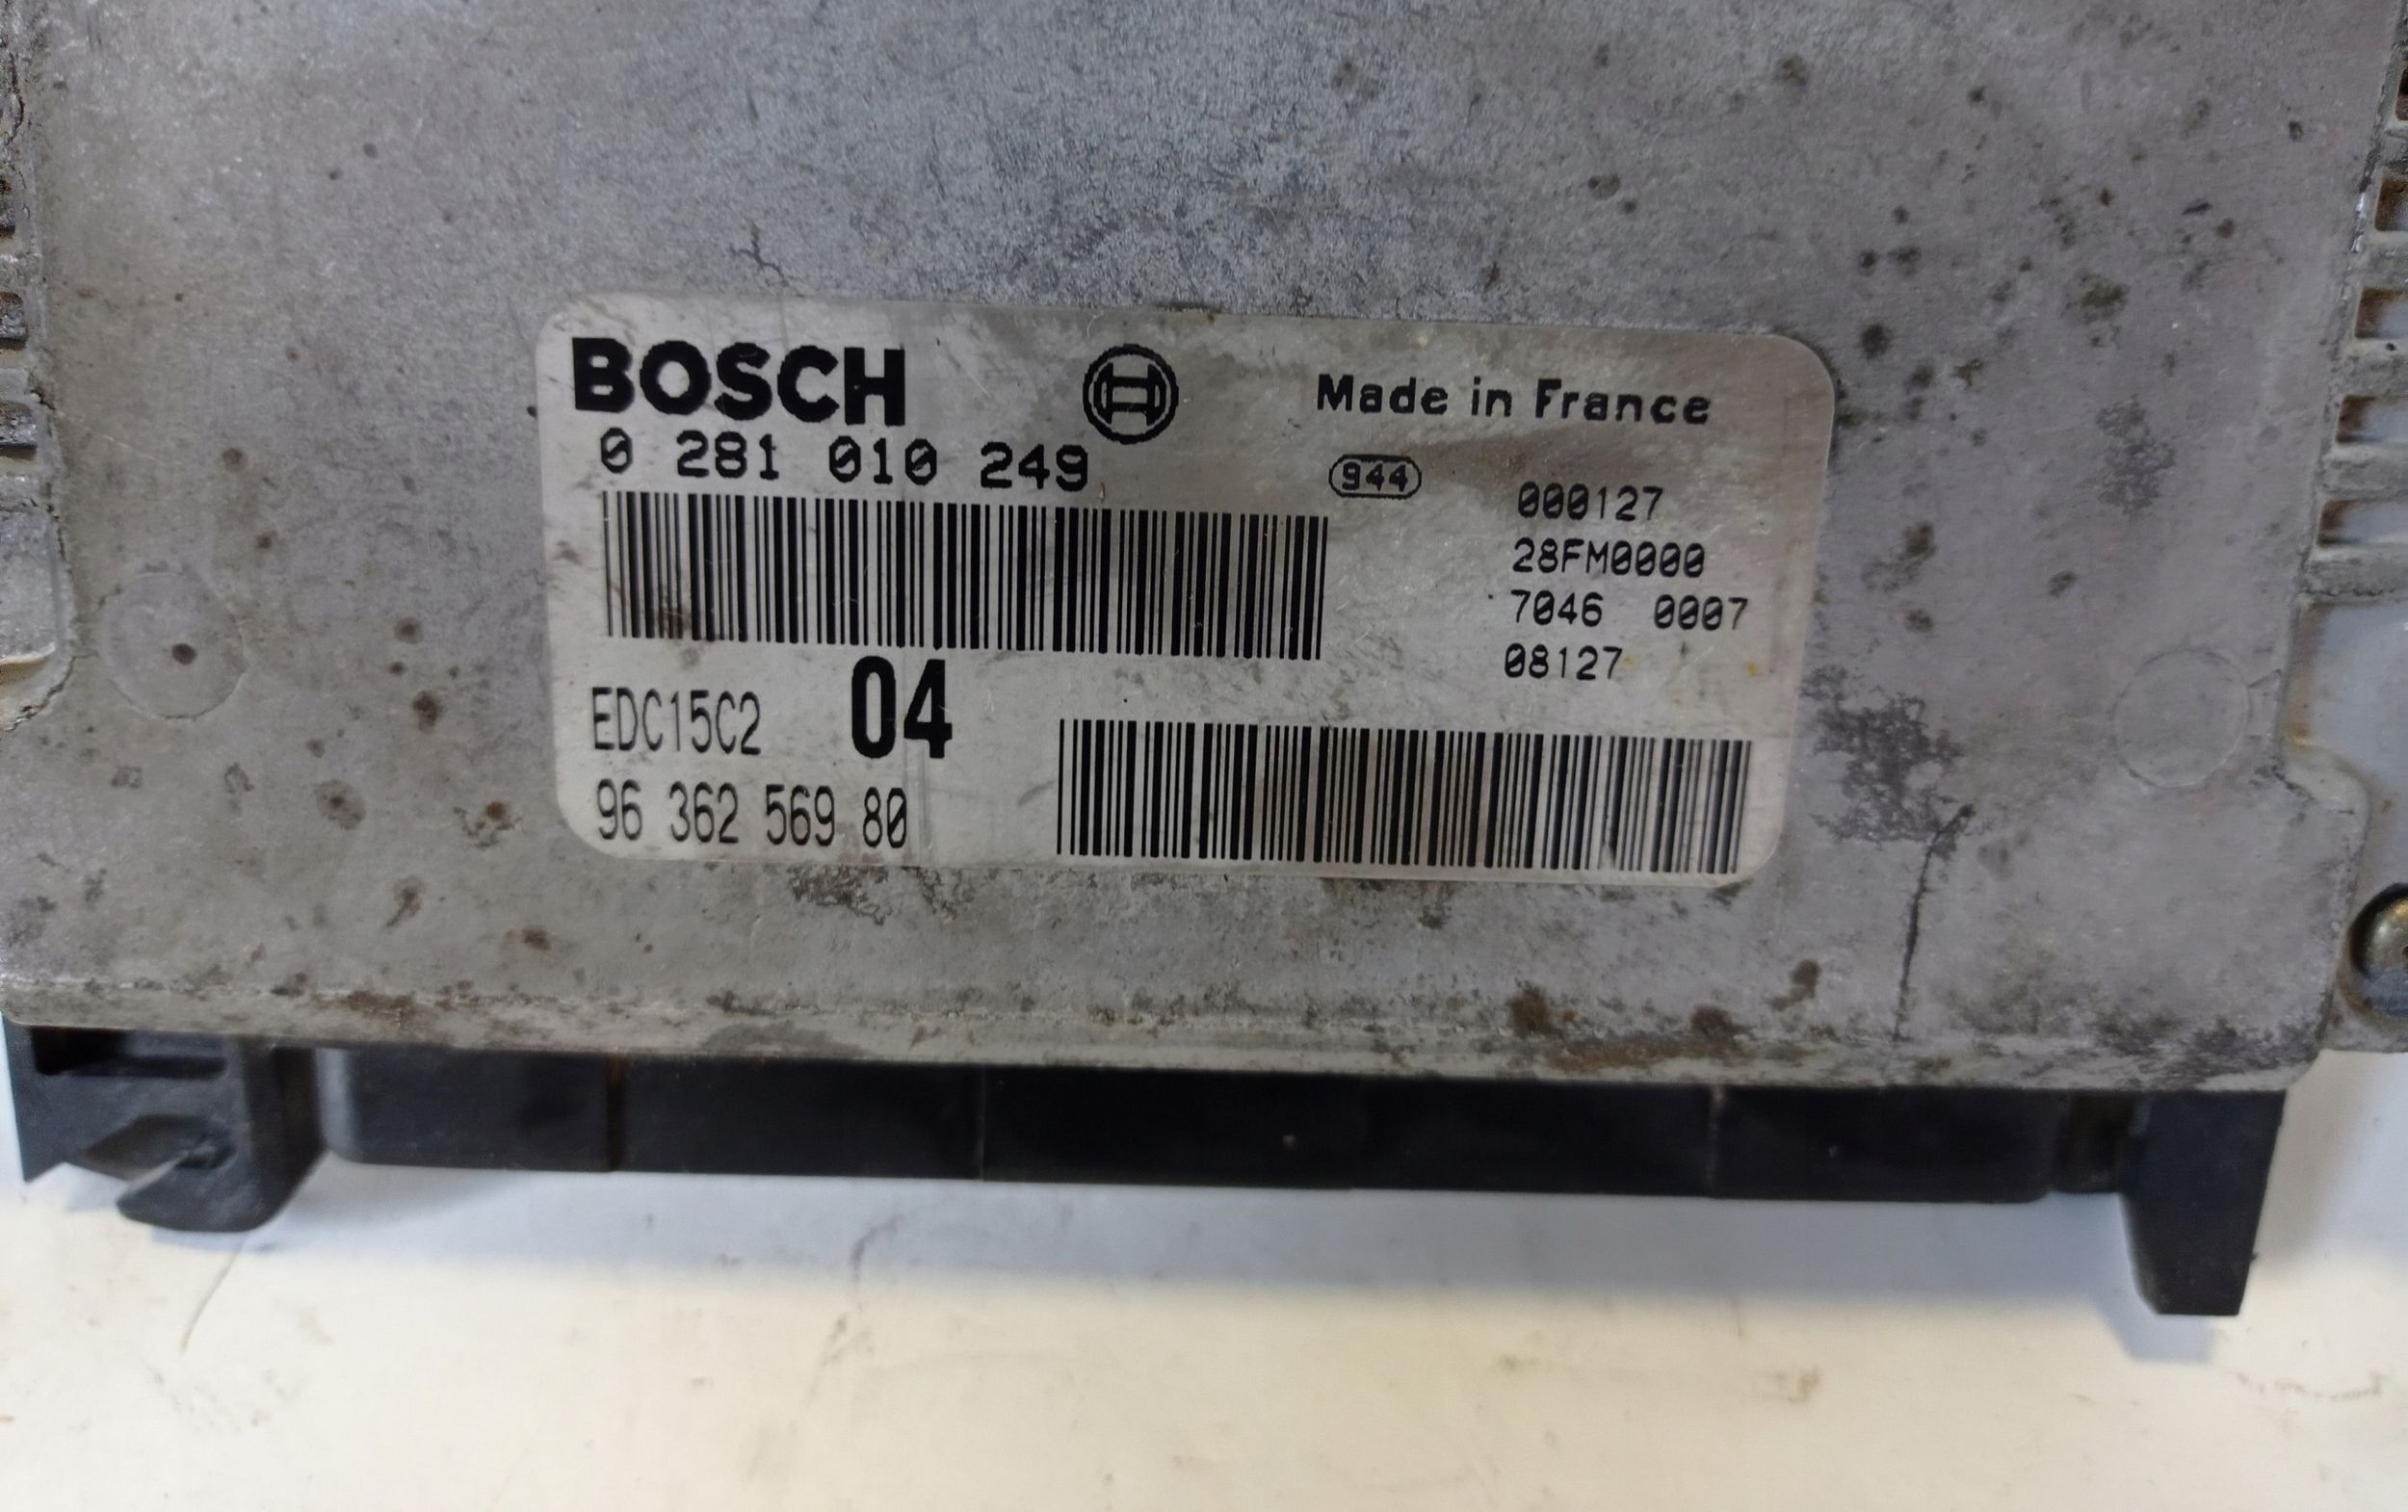 BOSCH
Made in France
0 281 010 249
944
000127
28FM0000
7046 0007
08127
EDC15C2 04
96 362 569 80